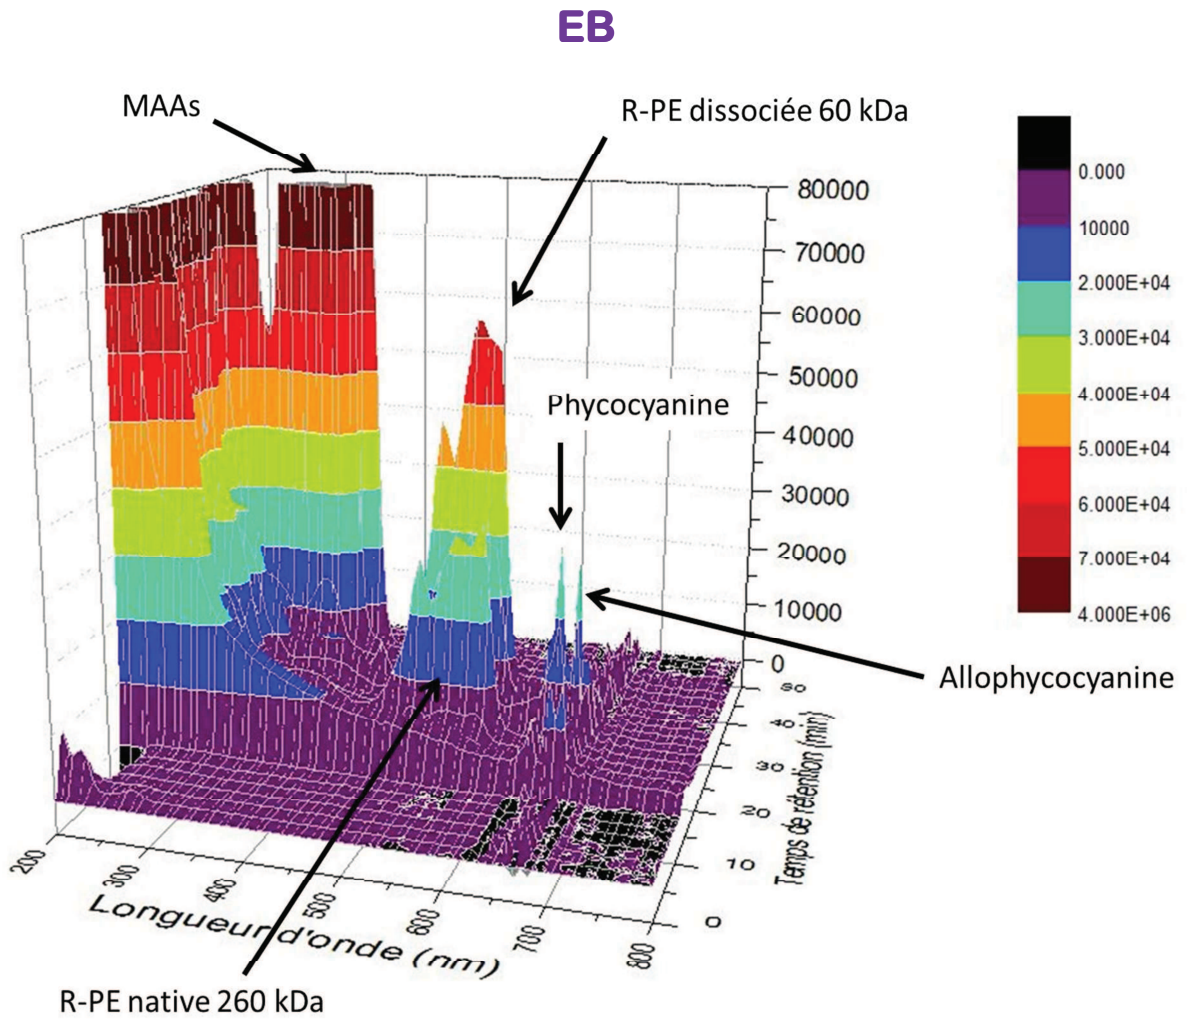 EB
MAAs
R-PE dissociée 60 kDa
80000
70000
60000
50000
40000
30000
20000
10000
0
0.000
10000
2.000E+04
3.000E+04
4.000E+04
5.000E+04
6.000E+04
7.000E+04
4.000E+06
Phycocyanine
Allophycocyanine
50
40
30
20
10
0
Temps de rétention (min)
200
300
400
500
600
700
800
Longueur d'onde (nm)
R-PE native 260 kDa